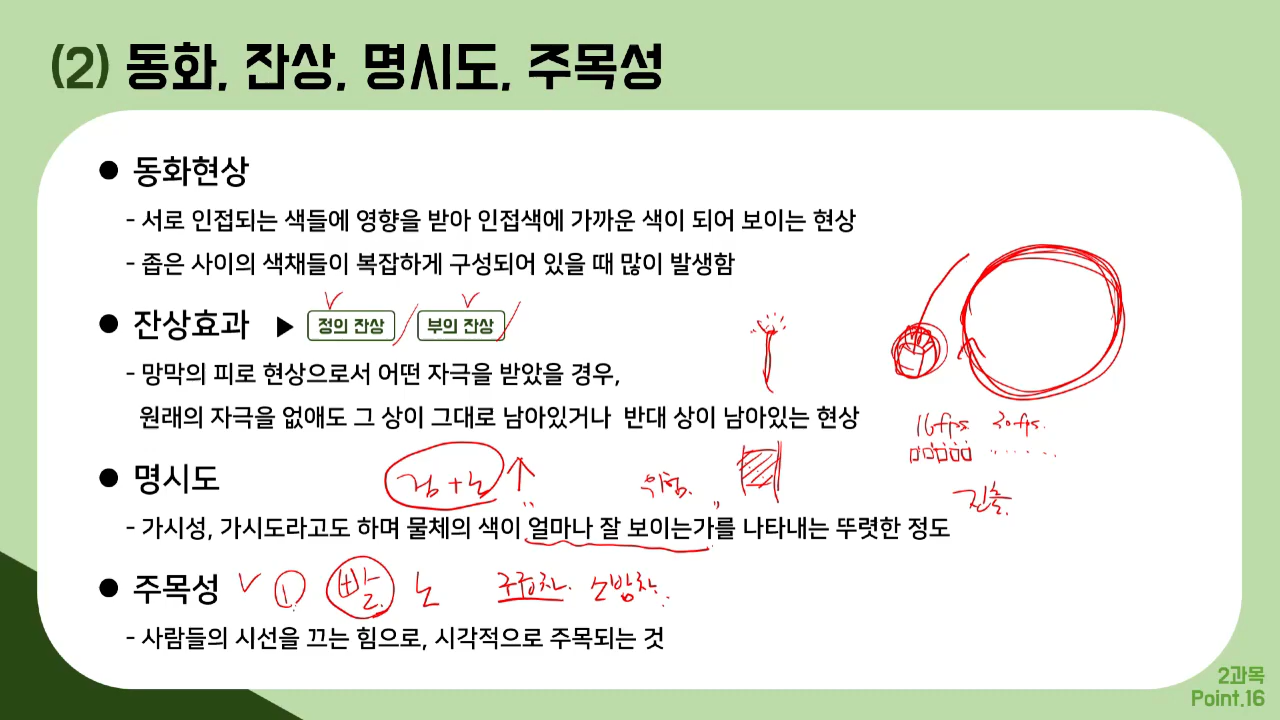 (2) 동화, 잔상, 명시도, 주목성
● 동화현상
- 서로 인접되는 색들에 영향을 받아 인접색에 가까운 색이 되어 보이는 현상
- 좁은 사이의 색채들이 복잡하게 구성되어 있을 때 많이 발생함
● 잔상효과 ▶ 정의 잔상 부의 잔상
- 망막의 피로 현상으로서 어떤 자극을 받았을 경우,
원래의 자극을 없애도 그 상이 그대로 남아있거나 반대 상이 남아있는 현상
16fps 30fps.
● 명시도 검+노 위험.
- 가시성, 가시도라고도 하며 물체의 색이 얼마나 잘 보이는가를 나타내는 뚜렷한 정도
● 주목성 ① 빨 노 구급차. 소방차.
- 사람들의 시선을 끄는 힘으로, 시각적으로 주목되는 것
2과목
Point.16